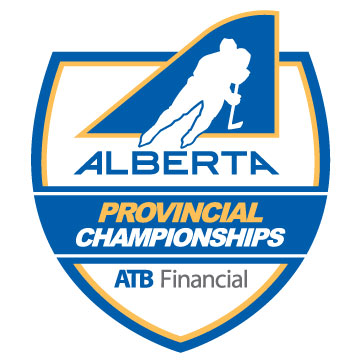 ALBERTA
PROVINCIAL
CHAMPIONSHIPS
ATB Financial